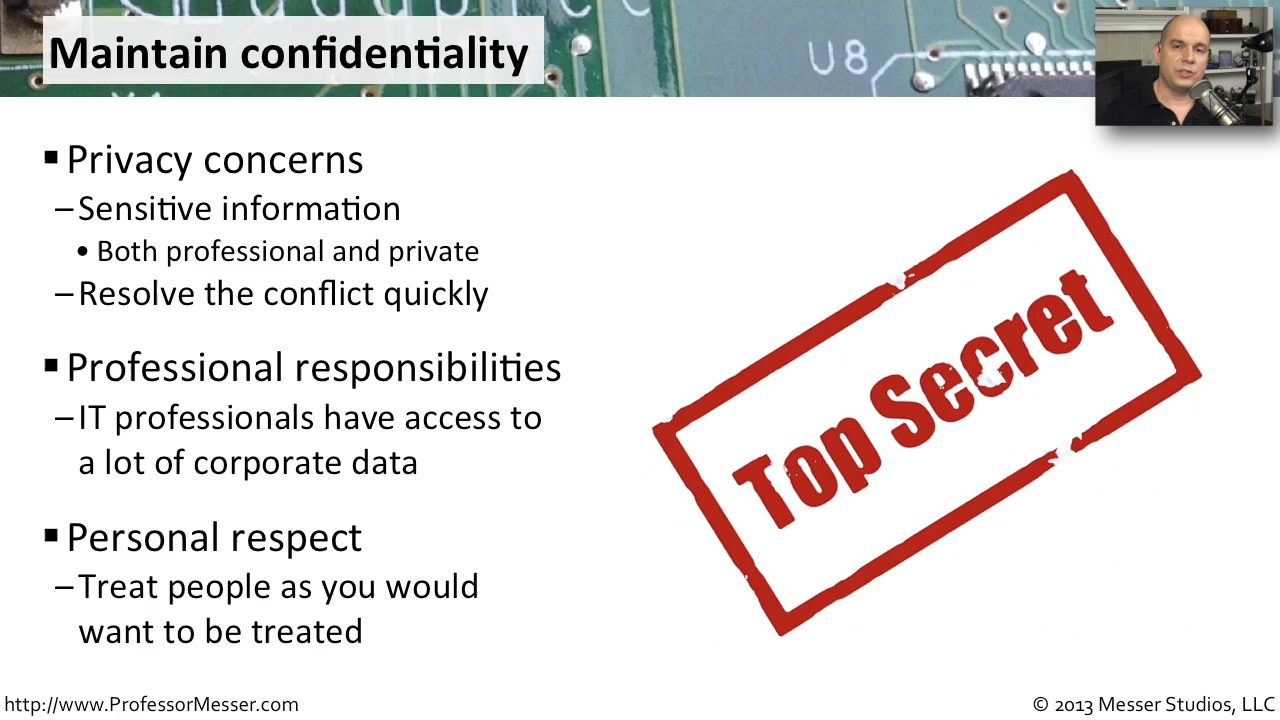 Maintain confidentiality
U8
▪ Privacy concerns
– Sensitive information
• Both professional and private
– Resolve the conflict quickly
▪ Professional responsibilities
– IT professionals have access to
a lot of corporate data
▪ Personal respect
– Treat people as you would
want to be treated
Top Secret
http://www.ProfessorMesser.com
© 2013 Messer Studios, LLC